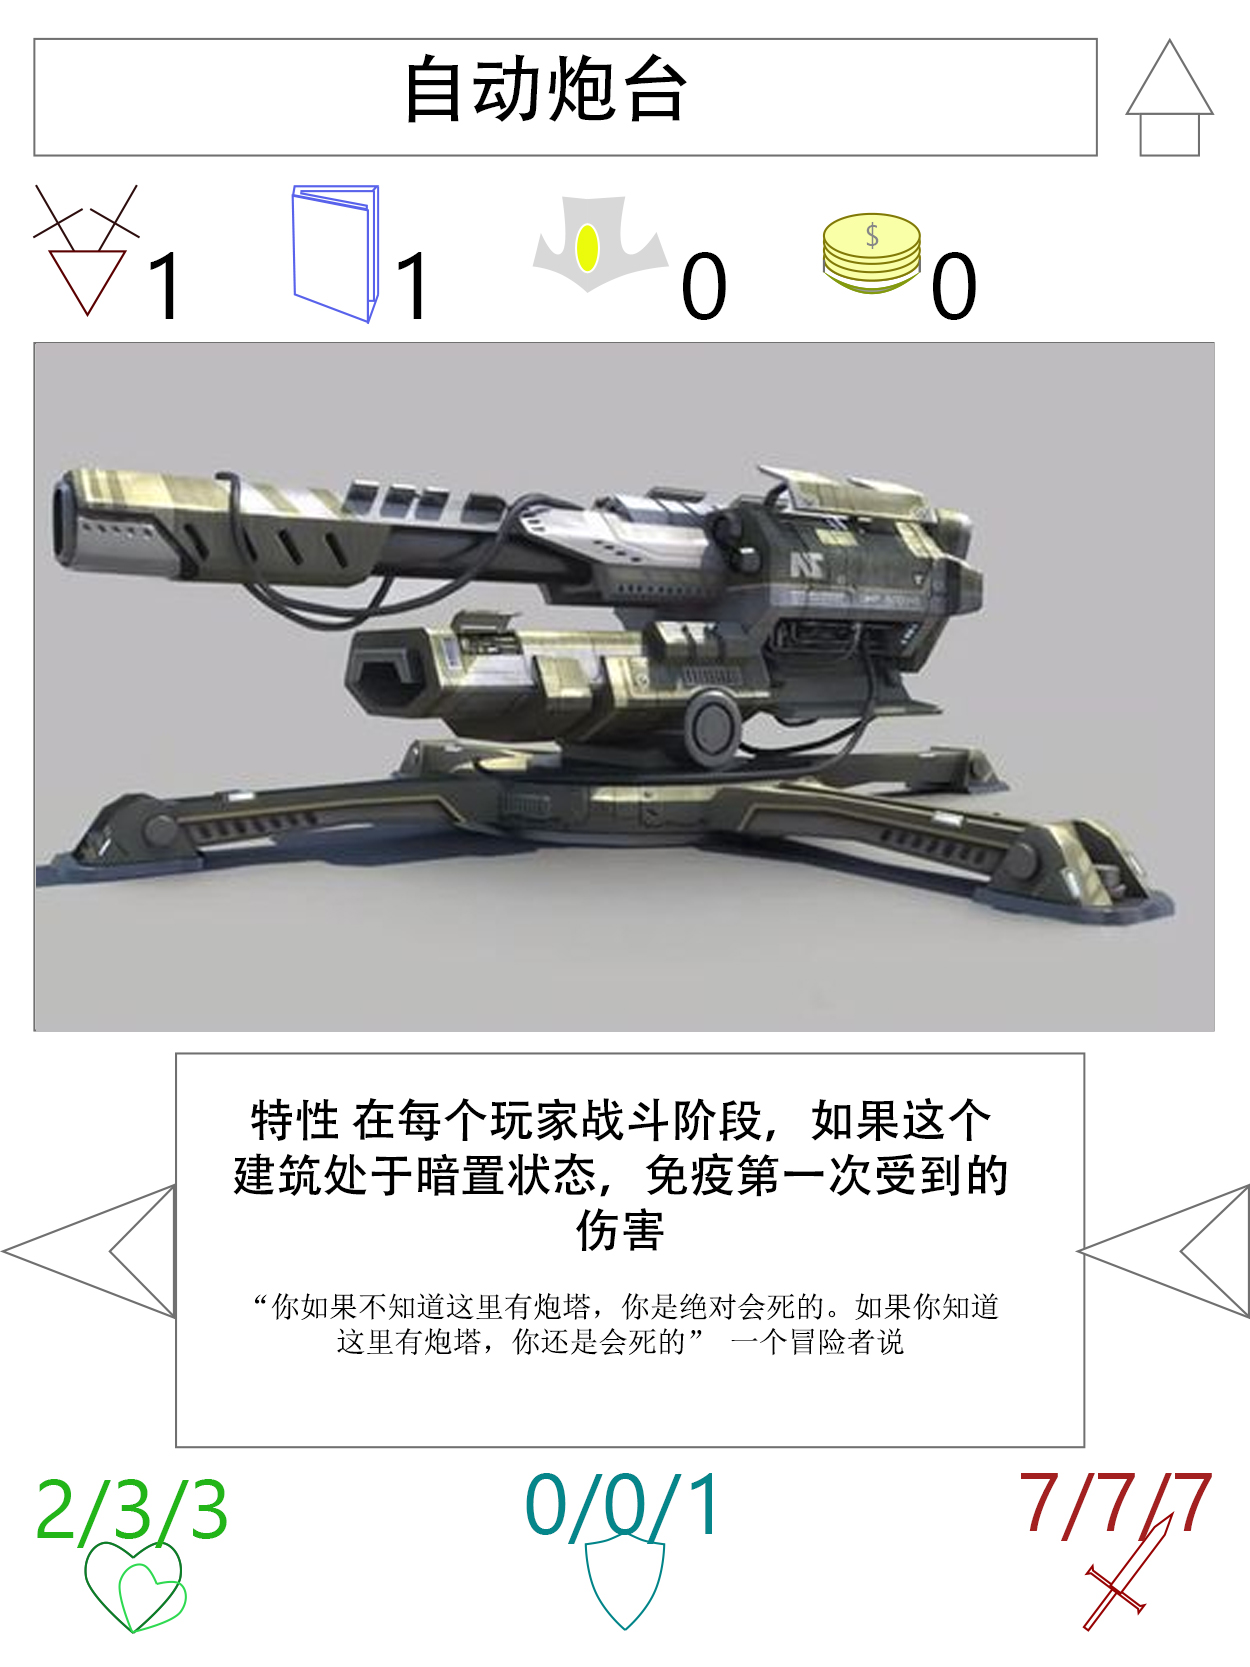 自动炮台
1 1 0 $ 0
NS
特性 在每个玩家战斗阶段，如果这个
建筑处于暗置状态，免疫第一次受到的
伤害
“你如果不知道这里有炮塔，你是绝对会死的。如果你知道
这里有炮塔，你还是会死的” 一个冒险者说
2/3/3 0/0/1 7/7/7